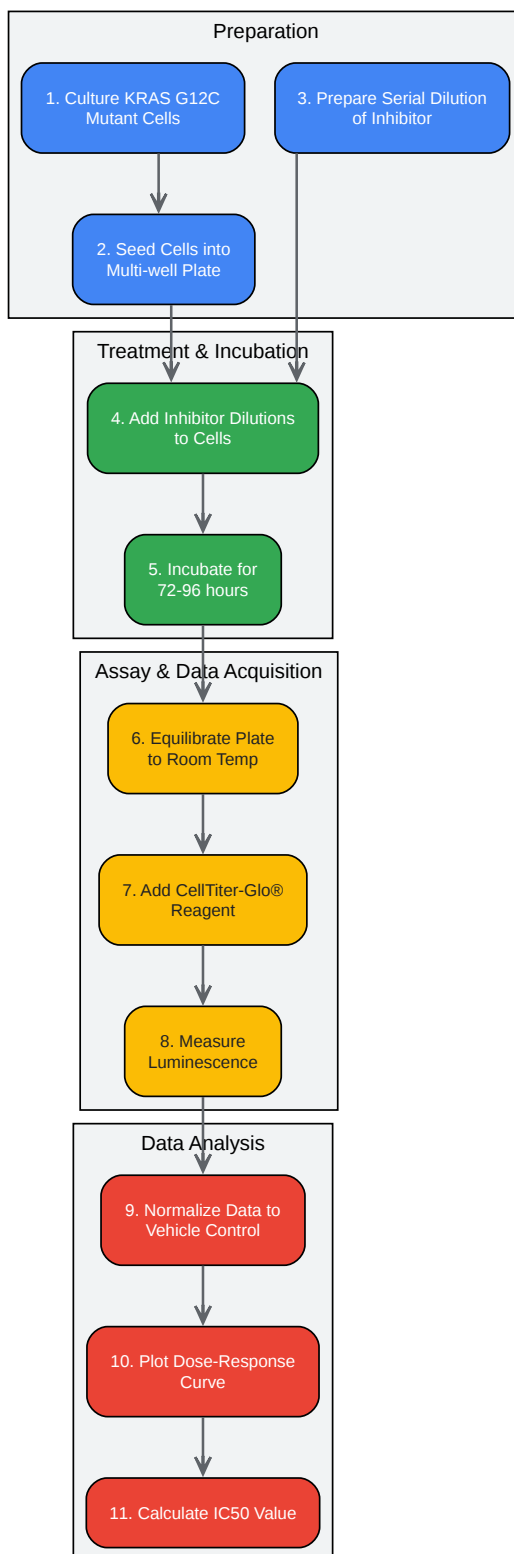 Preparation
1. Culture KRAS G12C
Mutant Cells
3. Prepare Serial Dilution
of Inhibitor
2. Seed Cells into
Multi-well Plate
Treatment & Incubation
4. Add Inhibitor Dilutions
to Cells
5. Incubate for
72-96 hours
Assay & Data Acquisition
6. Equilibrate Plate
to Room Temp
7. Add CellTiter-Glo®
Reagent
8. Measure
Luminescence
Data Analysis
9. Normalize Data to
Vehicle Control
10. Plot Dose-Response
Curve
11. Calculate IC50 Value